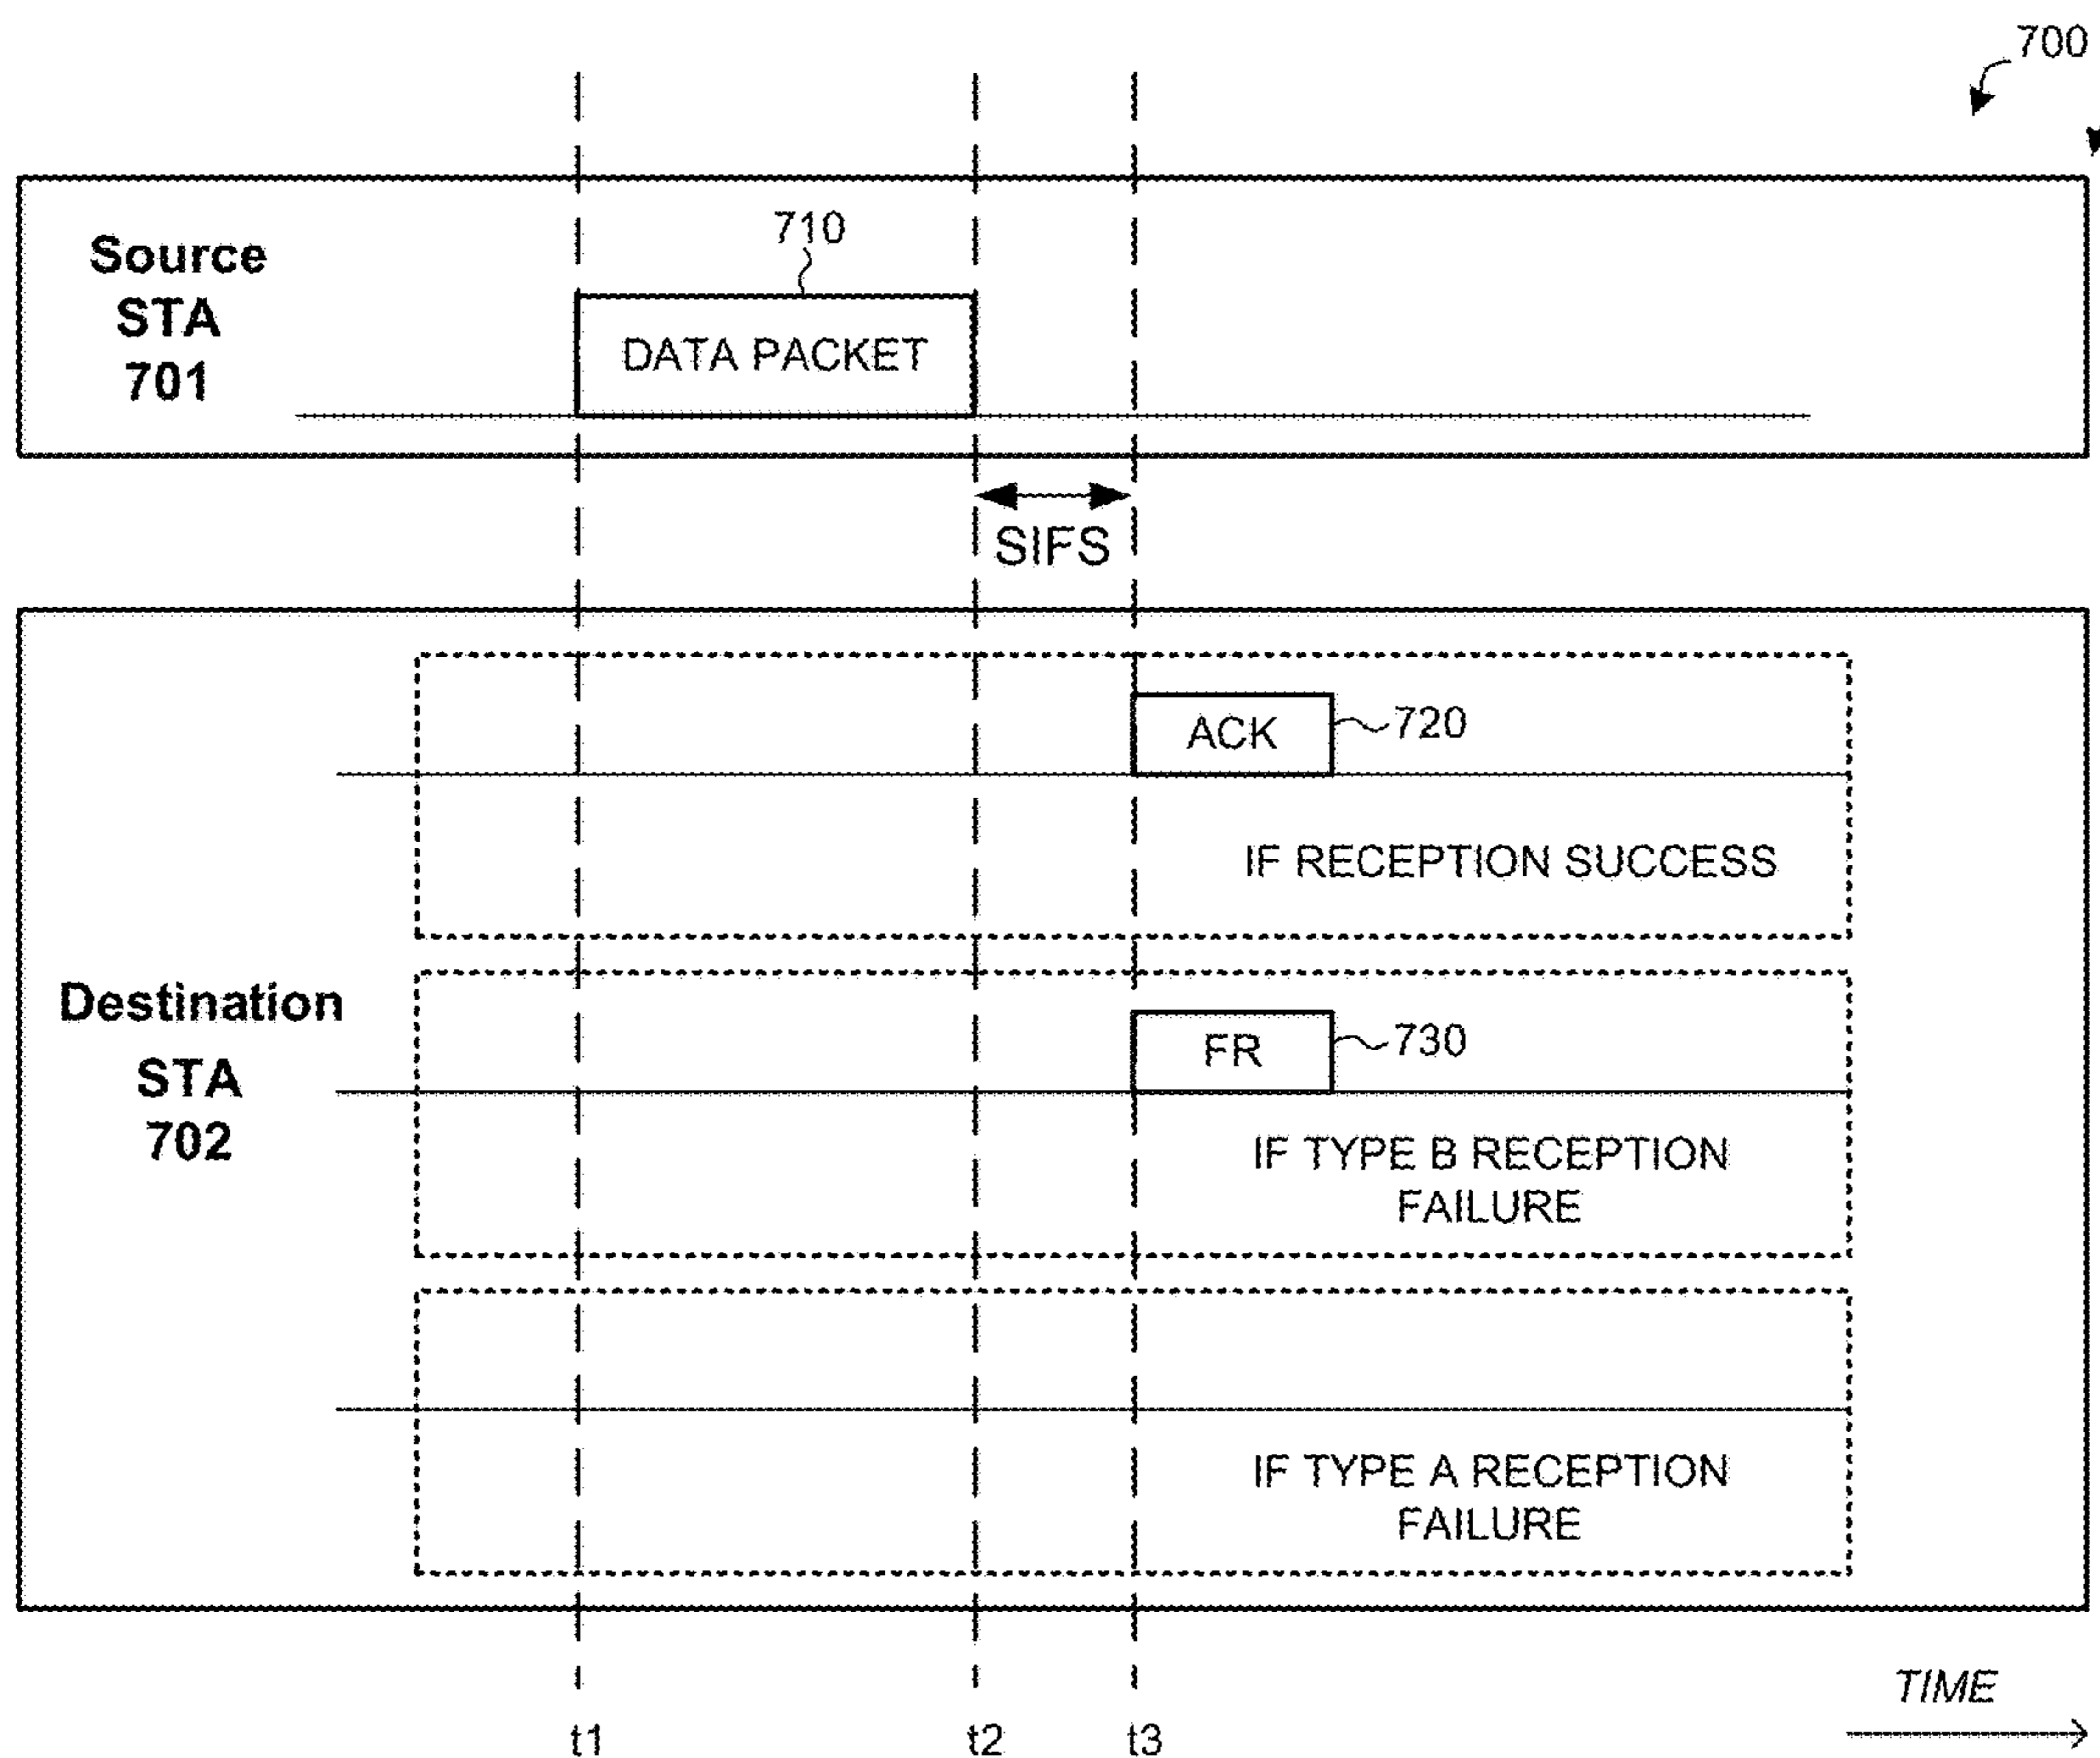 700
Source
STA
701
710
DATA PACKET
SIFS
ACK
720
IF RECEPTION SUCCESS
Destination
STA
702
FR
730
IF TYPE B RECEPTION
FAILURE
IF TYPE A RECEPTION
FAILURE
TIME
t1
t2
t3